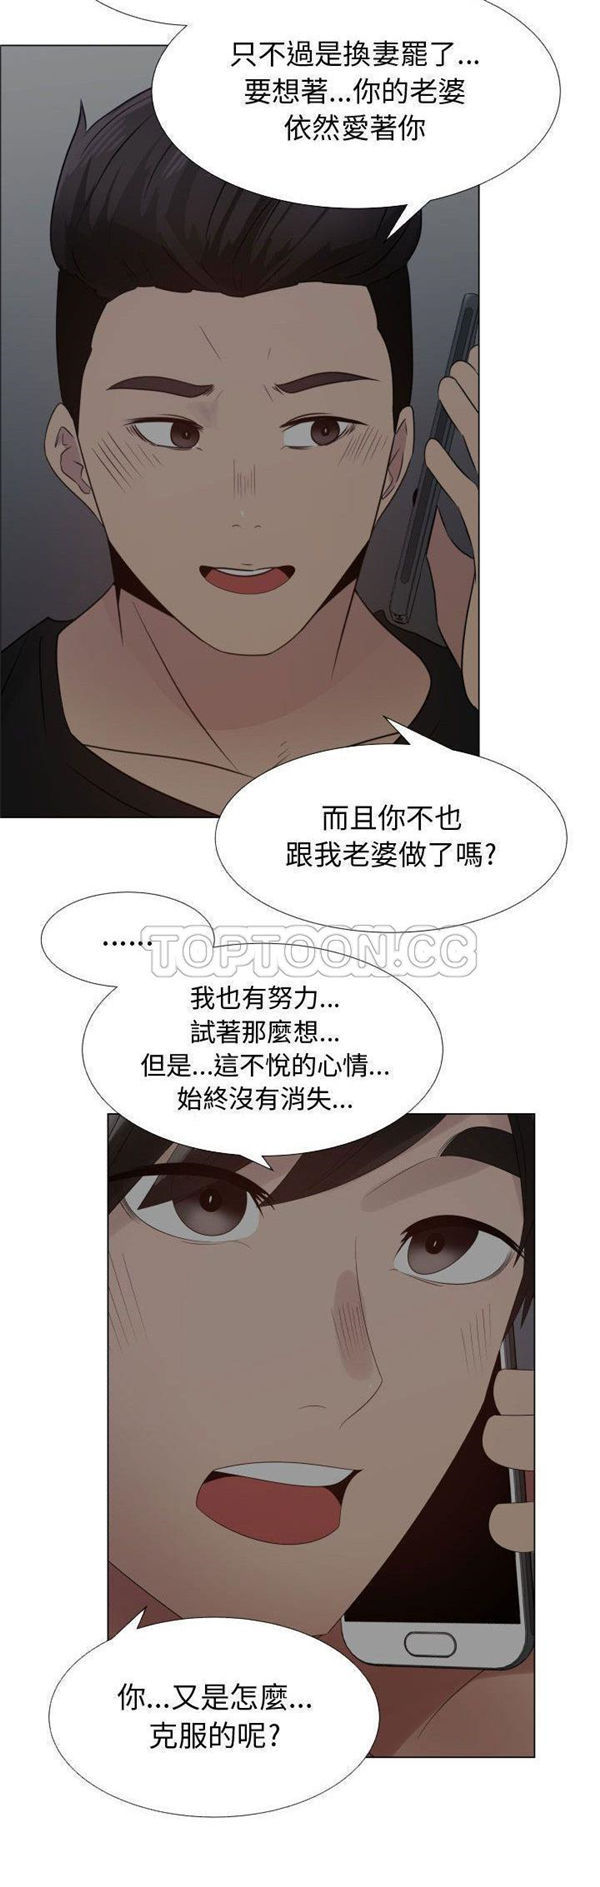 只不過是換妻罷了...
要想著...你的老婆
依然愛著你
而且你不也
跟我老婆做了嗎?
......
TOPTOON.CC
我也有努力...
試著那麼想...
但是...這不悅的心情...
始終沒有消失...
你...又是怎麼...
克服的呢?